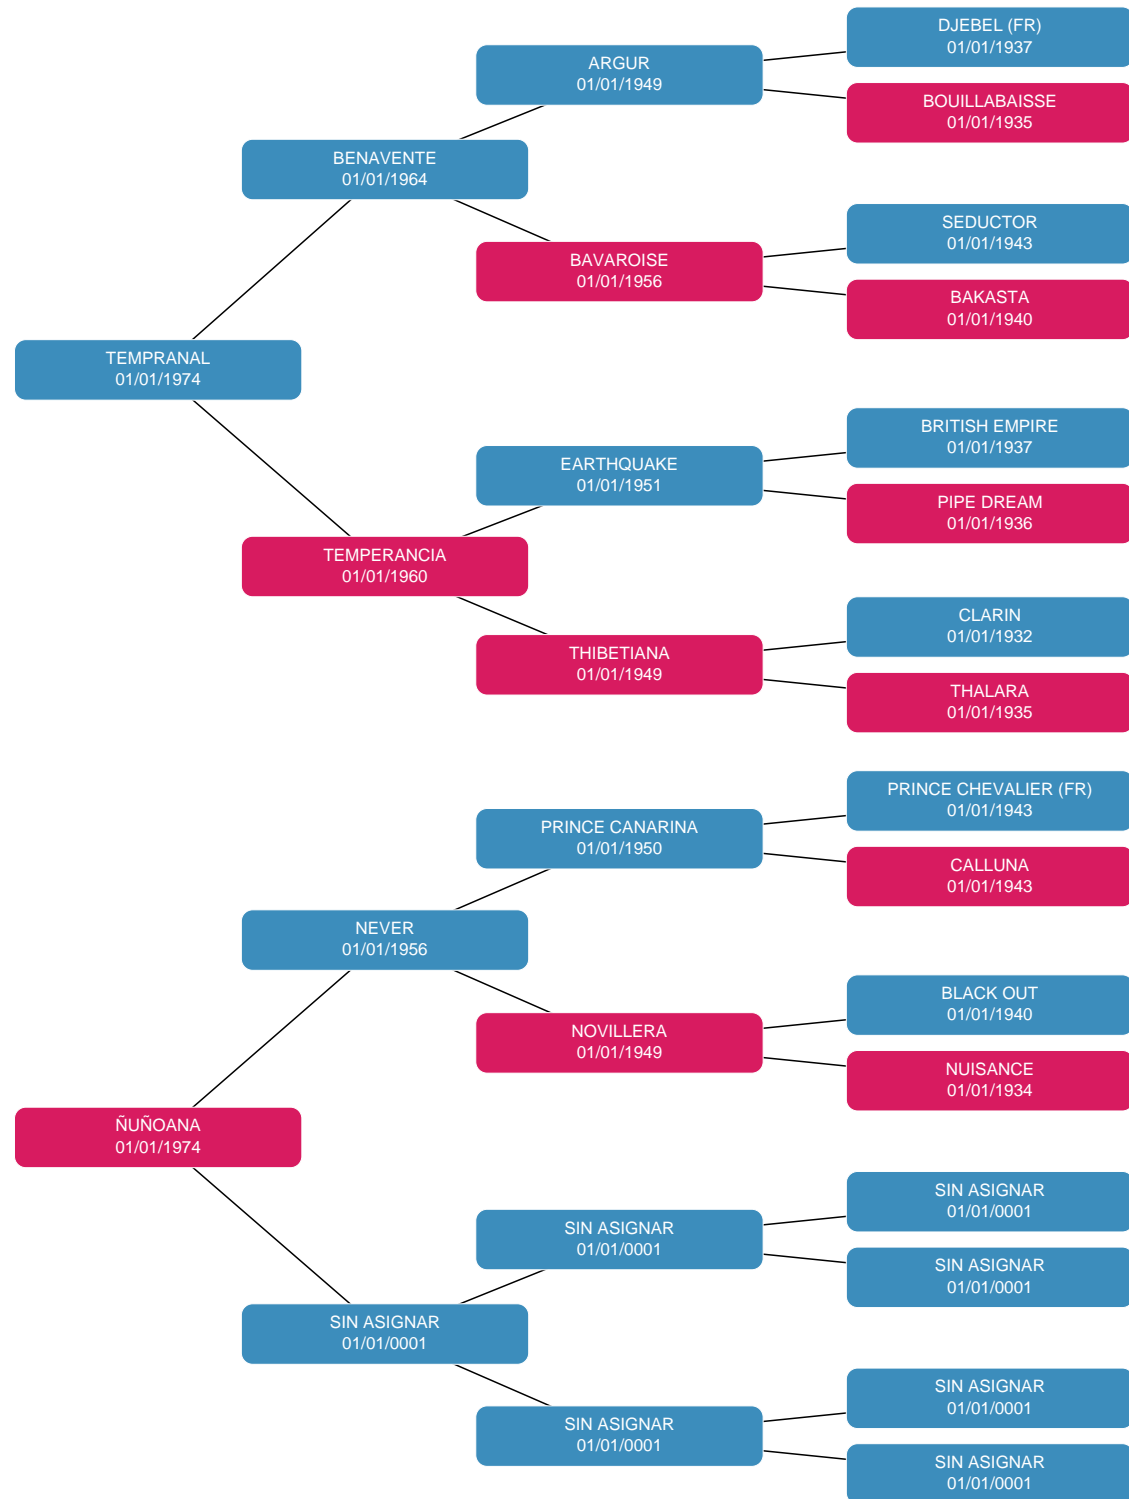 DJEBEL (FR)
01/01/1937
ARGUR
01/01/1949
BOUILLABAISSE
01/01/1935
BENAVENTE
01/01/1964
SEDUCTOR
01/01/1943
BAVAROISE
01/01/1956
BAKASTA
01/01/1940
TEMPRANAL
01/01/1974
BRITISH EMPIRE
01/01/1937
EARTHQUAKE
01/01/1951
PIPE DREAM
01/01/1936
TEMPERANCIA
01/01/1960
CLARIN
01/01/1932
THIBETIANA
01/01/1949
THALARA
01/01/1935
PRINCE CHEVALIER (FR)
01/01/1943
PRINCE CANARINA
01/01/1950
CALLUNA
01/01/1943
NEVER
01/01/1956
BLACK OUT
01/01/1940
NOVILLERA
01/01/1949
NUISANCE
01/01/1934
ÑUÑOANA
01/01/1974
SIN ASIGNAR
01/01/0001
SIN ASIGNAR
01/01/0001
SIN ASIGNAR
01/01/0001
SIN ASIGNAR
01/01/0001
SIN ASIGNAR
01/01/0001
SIN ASIGNAR
01/01/0001
SIN ASIGNAR
01/01/0001